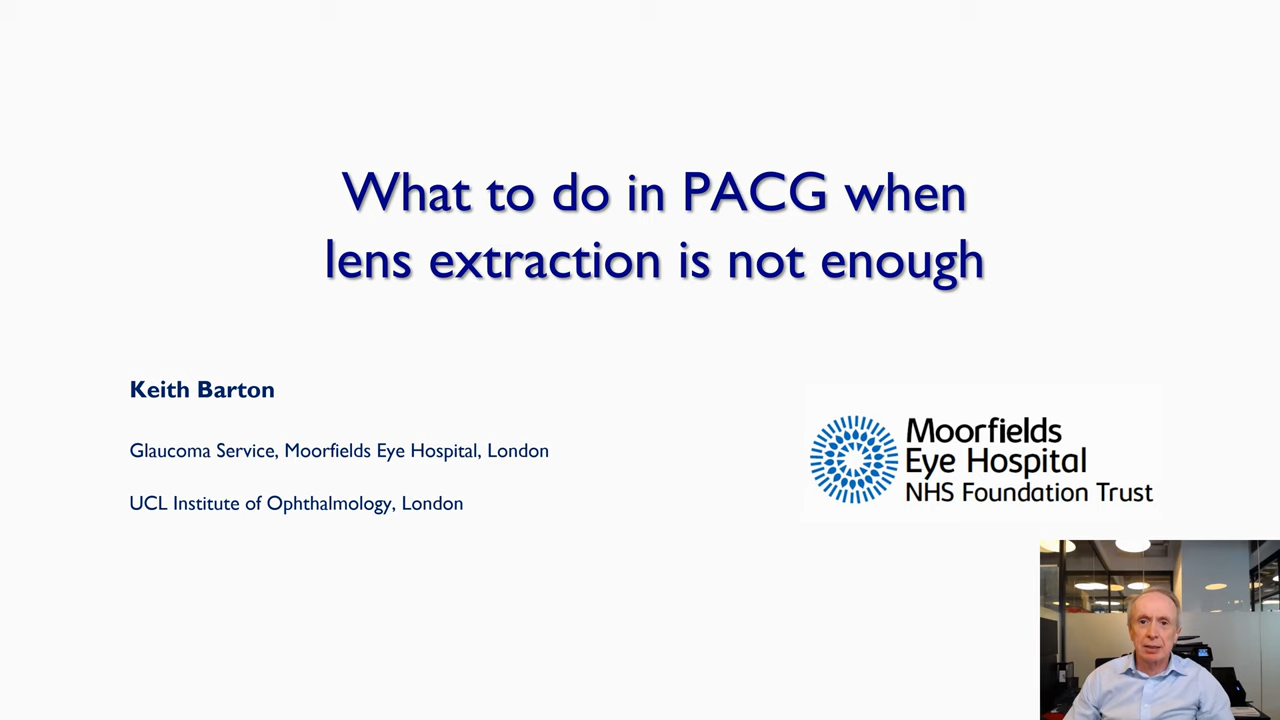 What to do in PACG when
lens extraction is not enough
Keith Barton
Glaucoma Service, Moorfields Eye Hospital, London
UCL Institute of Ophthalmology, London
Moorfields
Eye Hospital
NHS Foundation Trust